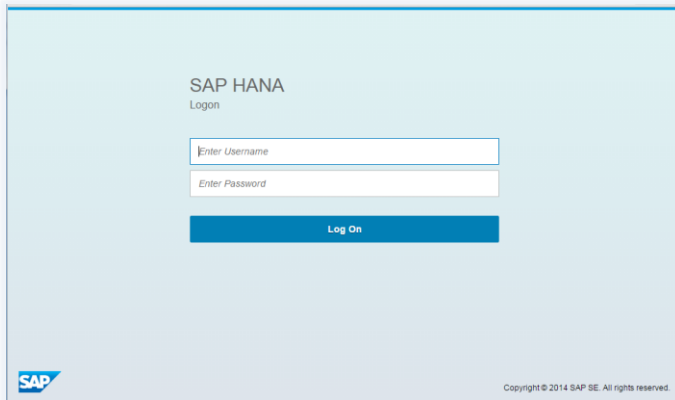 SAP HANA
Logon
Enter Username
Enter Password
Log On
SAP
Copyright © 2014 SAP SE. All rights reserved.